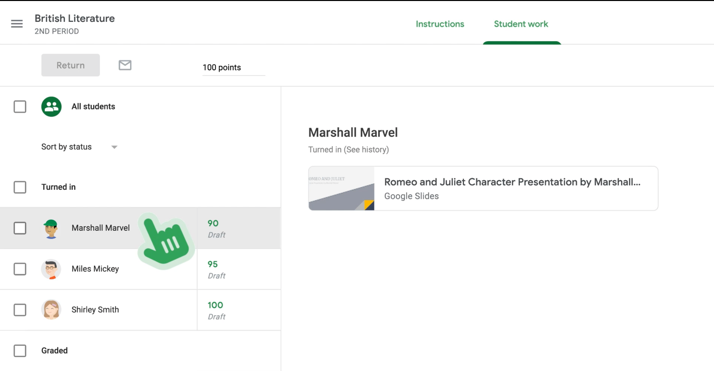 British Literature
2ND PERIOD
Instructions
Student work
Return
100 points
All students
Sort by status
Turned in
Marshall Marvel
90
Draft
Miles Mickey
95
Draft
Shirley Smith
100
Draft
Graded
Marshall Marvel
Turned in (See history)
Romeo and Juliet Character Presentation by Marshall...
Google Slides